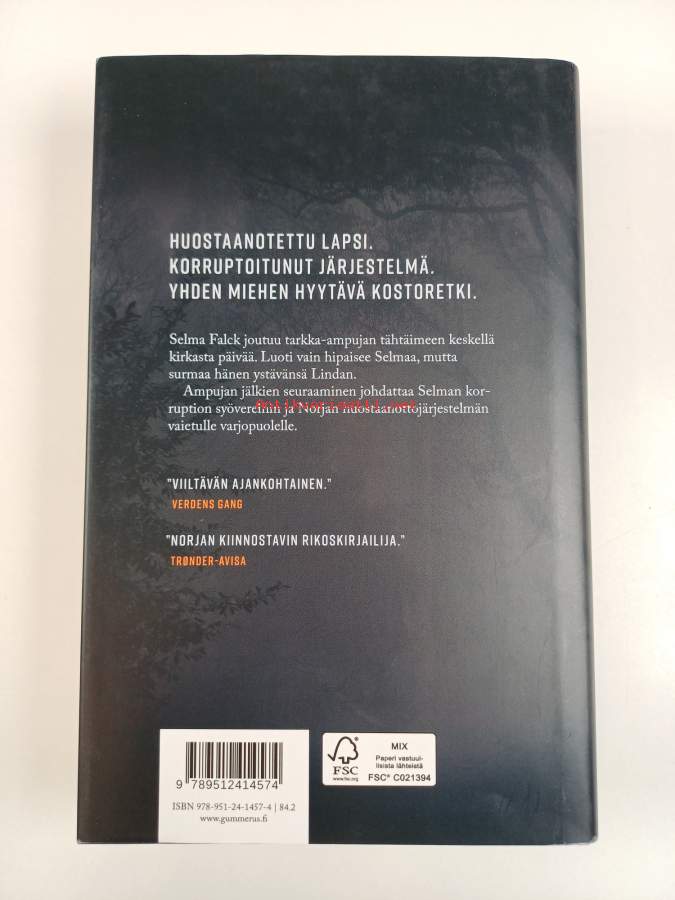 HUOSTAANOTETTU LAPSI.
KORRUPTOITUNUT JÄRJESTELMÄ.
YHDEN MIEHEN HYYTÄVÄ KOSTORETKI.
Selma Falck joutuu tarkka-ampujan tähtäimeen keskellä
kirkasta päivää. Luoti vain hipaisee Selmaa, mutta
surmaa hänen ystävänsä Lindan.
Ampujan jälkien seuraaminen johdattaa Selman kor-
ruption syövereihin ja Norjan huostaanottojärjestelmän
vaietulle varjopuolelle.
"VIILTÄVÄN AJANKOHTAINEN."
VERDENS GANG
"NORJAN KIINNOSTAVIN RIKOSKIRJAILIJA."
TRØNDER-AVISA
9 789512 414574
ISBN 978-951-24-1457-4 | 84.2
www.gummerus.fi
FSC
www.fsc.org
MIX
Paperi vastuul-
lisista lähteistä
FSC® C021394